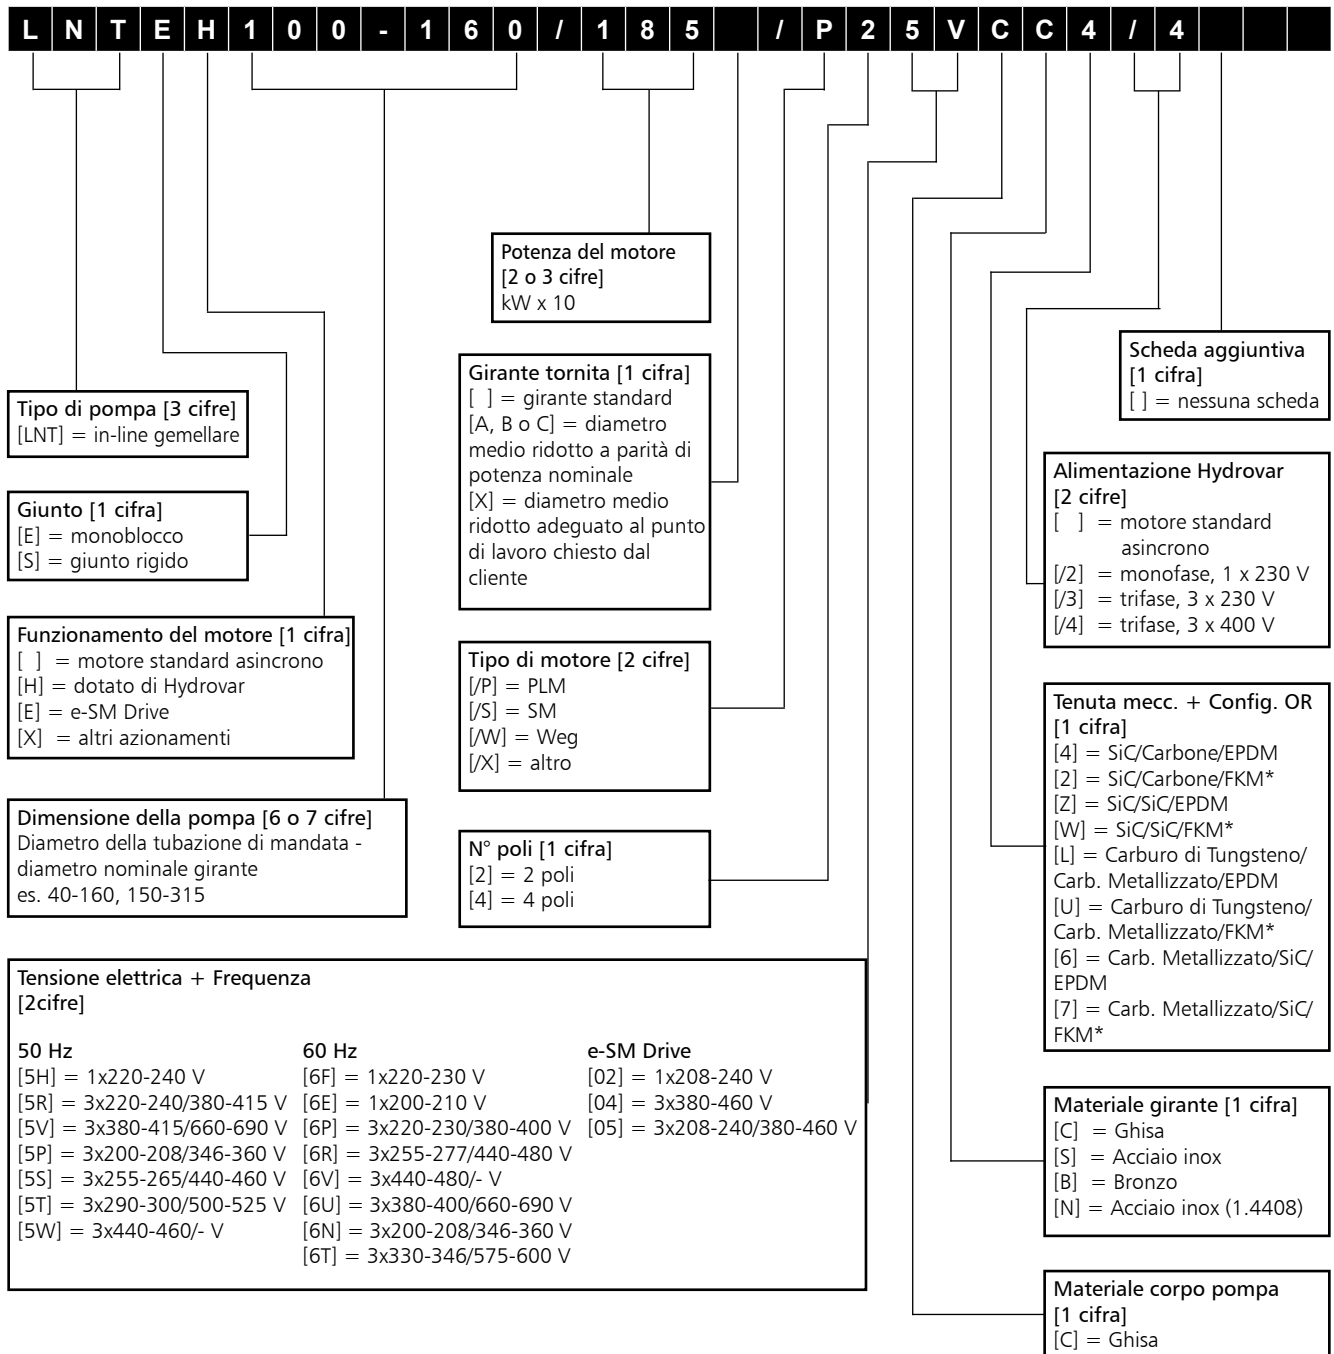 LNTEH100-160/185 /P25VCC4/4
Potenza del motore
[2 o 3 cifre]
kW x 10
Girante tornita [1 cifra]
[ ] = girante standard
[A, B o C] = diametro
medio ridotto a parità di
potenza nominale
[X] = diametro medio
ridotto adeguato al punto
di lavoro chiesto dal
cliente
Scheda aggiuntiva
[1 cifra]
[ ] = nessuna scheda
Tipo di pompa [3 cifre]
[LNT] = in-line gemellare
Giunto [1 cifra]
[E] = monoblocco
[S] = giunto rigido
Alimentazione Hydrovar
[2 cifre]
[ ] = motore standard
asincrono
[/2] = monofase, 1 x 230 V
[/3] = trifase, 3 x 230 V
[/4] = trifase, 3 x 400 V
Funzionamento del motore [1 cifra]
[ ] = motore standard asincrono
[H] = dotato di Hydrovar
[E] = e-SM Drive
[X] = altri azionamenti
Tipo di motore [2 cifre]
[/P] = PLM
[/S] = SM
[/W] = Weg
[/X] = altro
Tenuta mecc. + Config. OR
[1 cifra]
[4] = SiC/Carbone/EPDM
[2] = SiC/Carbone/FKM*
[Z] = SiC/SiC/EPDM
[W] = SiC/SiC/FKM*
[L] = Carburo di Tungsteno/
Carb. Metallizzato/EPDM
[U] = Carburo di Tungsteno/
Carb. Metallizzato/FKM*
[6] = Carb. Metallizzato/SiC/
EPDM
[7] = Carb. Metallizzato/SiC/
FKM*
Dimensione della pompa [6 o 7 cifre]
Diametro della tubazione di mandata -
diametro nominale girante
es. 40-160, 150-315
N° poli [1 cifra]
[2] = 2 poli
[4] = 4 poli
Tensione elettrica + Frequenza
[2cifre]
50 Hz
[5H] = 1x220-240 V
[5R] = 3x220-240/380-415 V
[5V] = 3x380-415/660-690 V
[5P] = 3x200-208/346-360 V
[5S] = 3x255-265/440-460 V
[5T] = 3x290-300/500-525 V
[5W] = 3x440-460/- V
60 Hz
[6F] = 1x220-230 V
[6E] = 1x200-210 V
[6P] = 3x220-230/380-400 V
[6R] = 3x255-277/440-480 V
[6V] = 3x440-480/- V
[6U] = 3x380-400/660-690 V
[6N] = 3x200-208/346-360 V
[6T] = 3x330-346/575-600 V
e-SM Drive
[02] = 1x208-240 V
[04] = 3x380-460 V
[05] = 3x208-240/380-460 V
Materiale girante [1 cifra]
[C] = Ghisa
[S] = Acciaio inox
[B] = Bronzo
[N] = Acciaio inox (1.4408)
Materiale corpo pompa
[1 cifra]
[C] = Ghisa